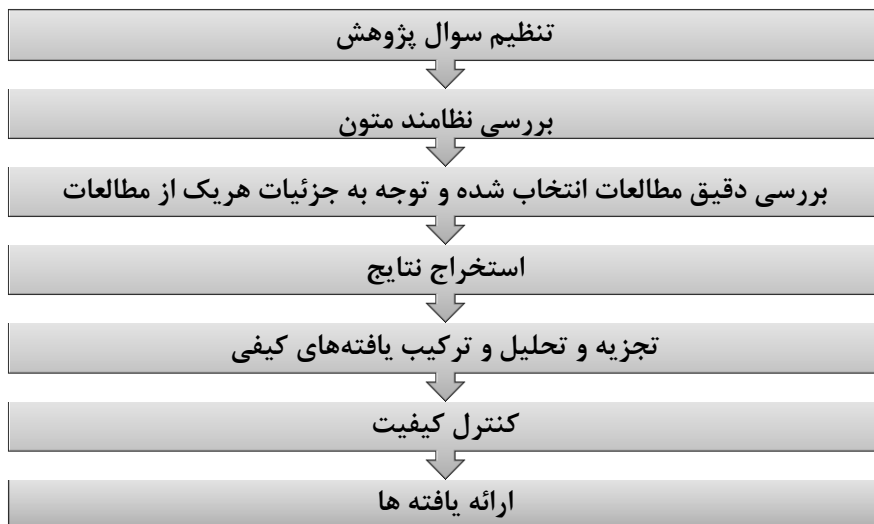 تنظیم سوال پژوهش
بررسی نظامند متون
بررسی دقیق مطالعات انتخاب شده و توجه به جزئیات هریک از مطالعات
استخراج نتایج
تجزیه و تحلیل و ترکیب یافته‌های کیفی
کنترل کیفیت
ارائه یافته ها